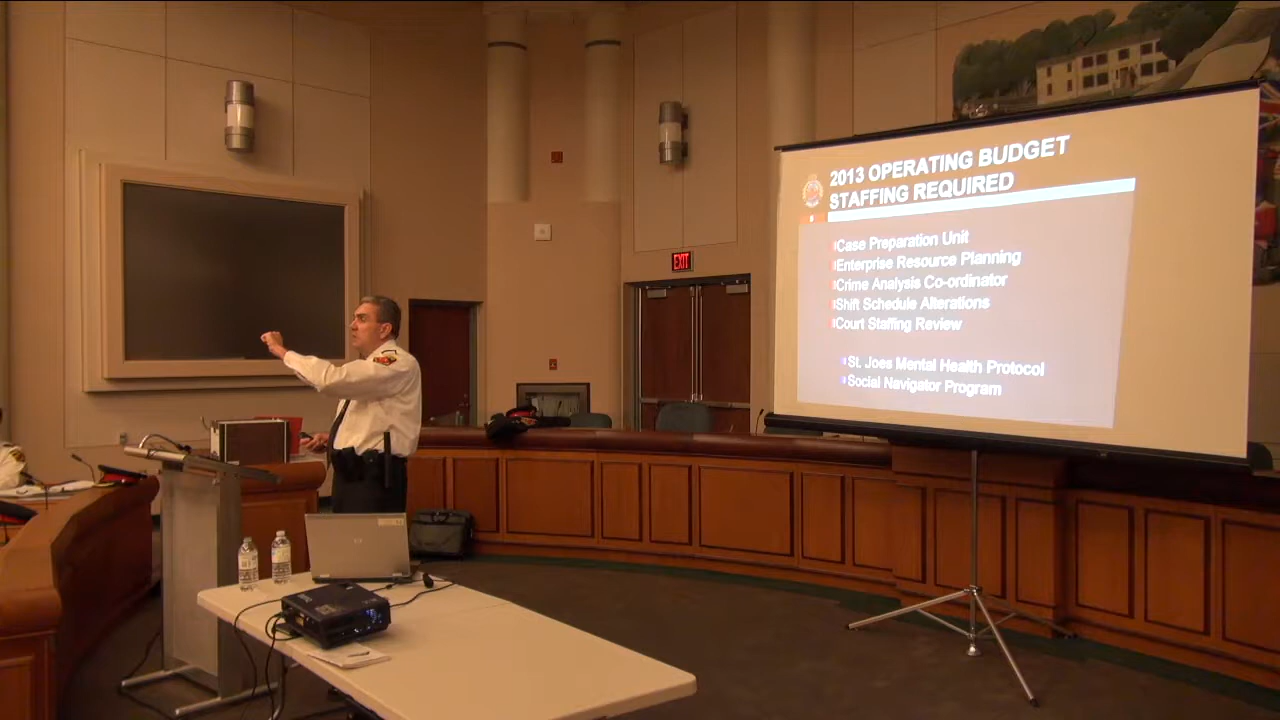 2013 OPERATING BUDGET
STAFFING REQUIRED
Case Preparation Unit
Enterprise Resource Planning
Crime Analysis Co-ordinator
Shift Schedule Alterations
Court Staffing Review
St. Joes Mental Health Protocol
Social Navigator Program
EXIT